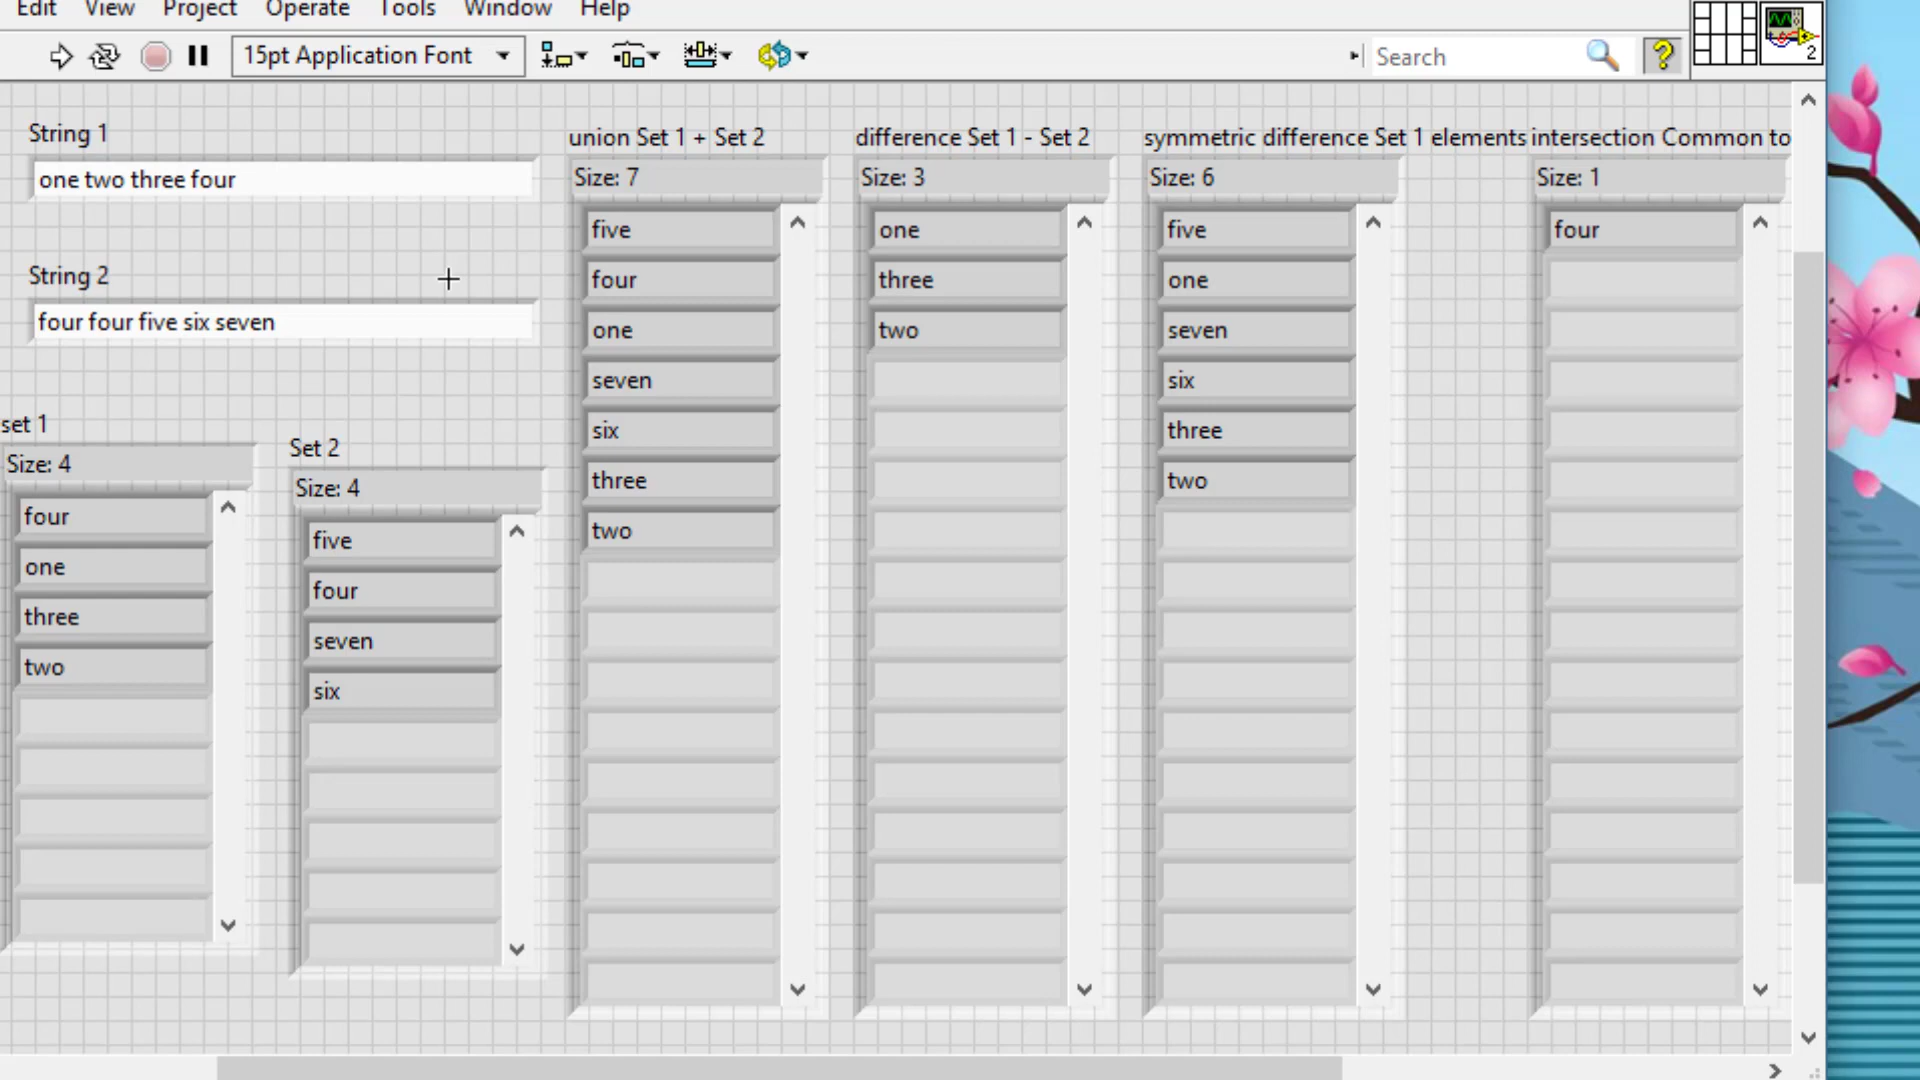 Edit View Project Operate Tools Window Help
15pt Application Font
Search
?
2
String 1
one two three four
String 2
four four five six seven
set 1
Size: 4
four
one
three
two
Set 2
Size: 4
five
four
seven
six
union Set 1 + Set 2
Size: 7
five
four
one
seven
six
three
two
difference Set 1 - Set 2
Size: 3
one
three
two
symmetric difference Set 1 elements
Size: 6
five
one
seven
six
three
two
intersection Common to
Size: 1
four